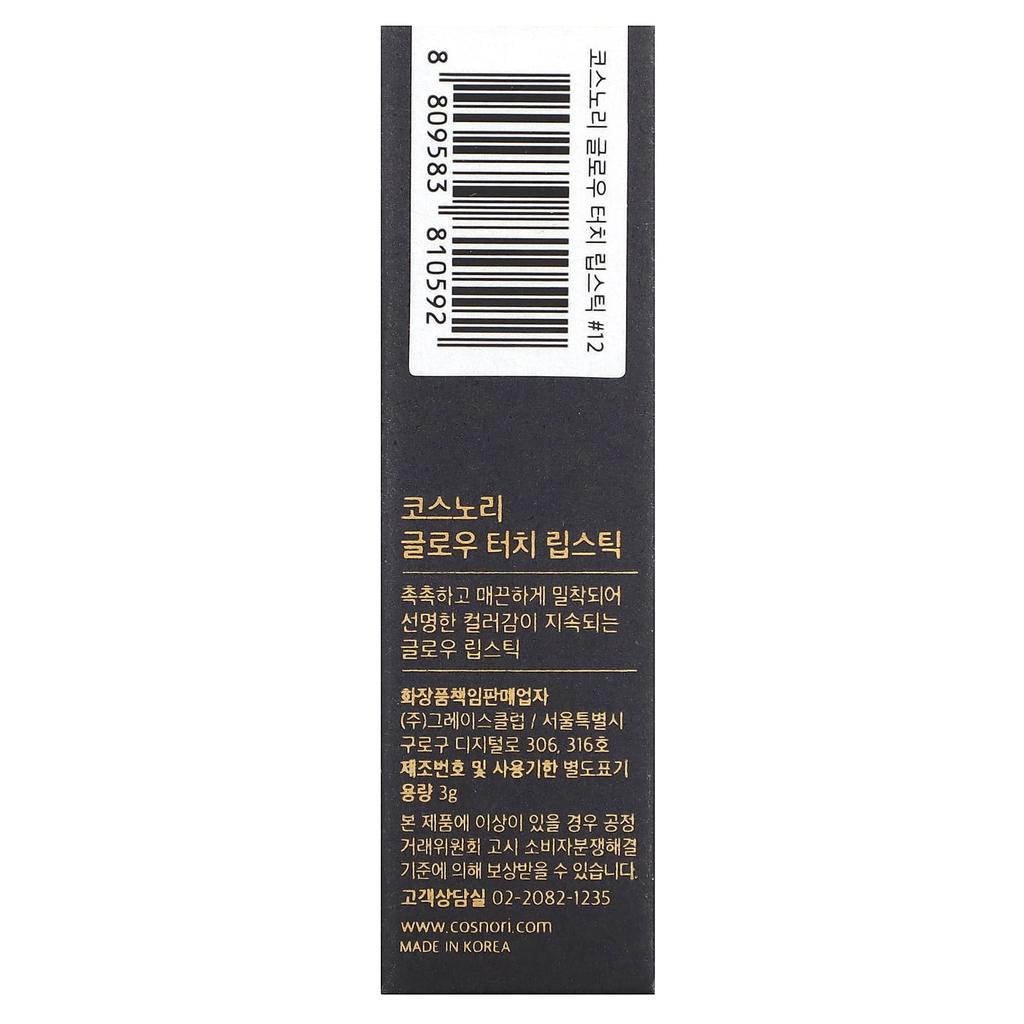 코스노리 글로우 터치 립스틱 #12
8 809583 810592
코스노리
글로우 터치 립스틱
촉촉하고 매끈하게 밀착되어
선명한 컬러감이 지속되는
글로우 립스틱
화장품책임판매업자
(주)그레이스클럽 / 서울특별시
구로구 디지털로 306, 316호
제조번호 및 사용기한 별도표기
용량 3g
본 제품에 이상이 있을 경우 공정
거래위원회 고시 소비자분쟁해결
기준에 의해 보상받을 수 있습니다.
고객상담실 02-2082-1235
www.cosnori.com
MADE IN KOREA